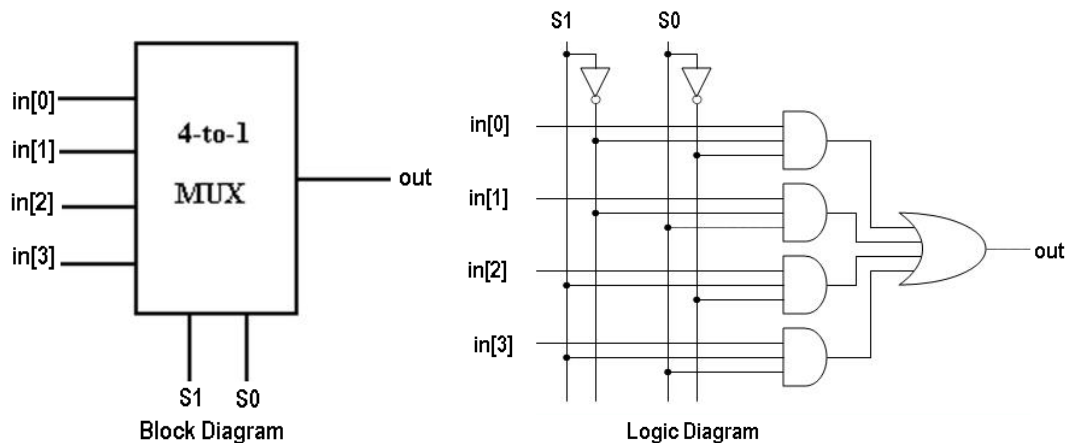 in[0]
in[1]
in[2]
in[3]
4-to-1
MUX
out
S1 S0
Block Diagram
S1 S0
in[0]
in[1]
in[2]
in[3]
out
Logic Diagram